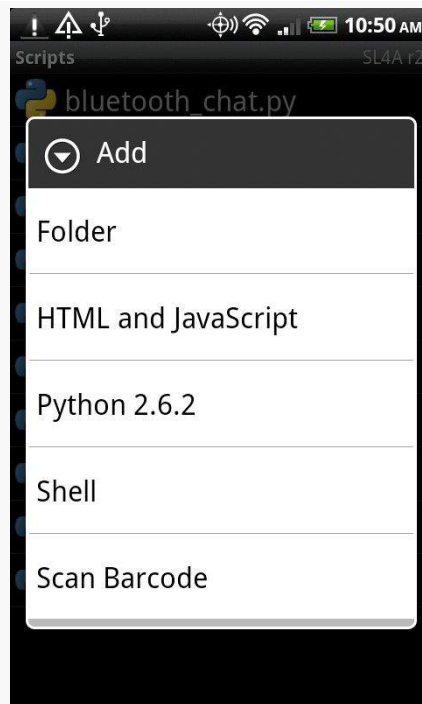 10:50 AM
Scripts SL4A r2
bluetooth_chat.py
Add
Folder
HTML and JavaScript
Python 2.6.2
Shell
Scan Barcode